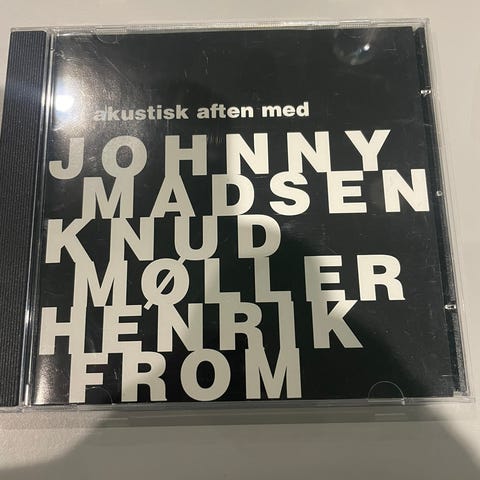 akustisk aften med
JOHNNY
MADSEN
KNUD
MØLLER
HENRIK
FROM